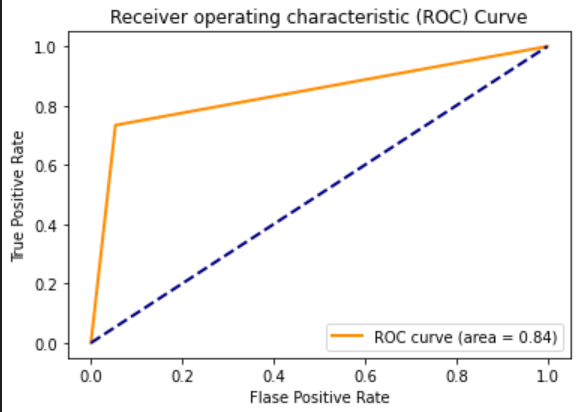 Receiver operating characteristic (ROC) Curve
1.0
0.8
0.6
0.4
0.2
0.0
True Positive Rate
ROC curve (area = 0.84)
0.0 0.2 0.4 0.6 0.8 1.0
Flase Positive Rate